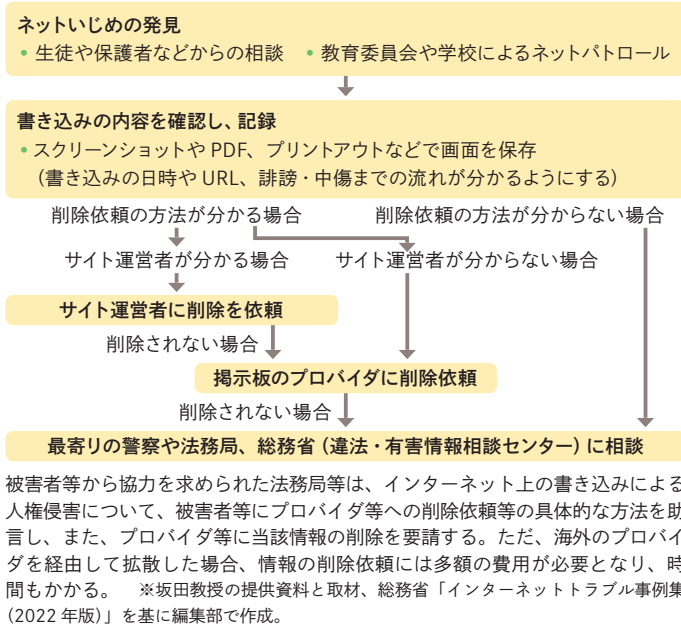 ネットいじめの発見
• 生徒や保護者などからの相談 • 教育委員会や学校によるネットパトロール
書き込みの内容を確認し、記録
• スクリーンショットや PDF、プリントアウトなどで画面を保存
（書き込みの日時や URL、誹謗・中傷までの流れが分かるようにする）
削除依頼の方法が分かる場合
削除依頼の方法が分からない場合
サイト運営者が分かる場合
サイト運営者が分からない場合
サイト運営者に削除を依頼
削除されない場合
掲示板のプロバイダに削除依頼
削除されない場合
最寄りの警察や法務局、総務省（違法・有害情報相談センター）に相談
被害者等から協力を求められた法務局等は、インターネット上の書き込みによる
人権侵害について、被害者等にプロバイダ等への削除依頼等の具体的な方法を助
言し、また、プロバイダ等に当該情報の削除を要請する。ただ、海外のプロバイ
ダを経由して拡散した場合、情報の削除依頼には多額の費用が必要となり、時
間もかかる。 ※坂田教授の提供資料と取材、総務省「インターネットトラブル事例集
（2022 年版）」を基に編集部で作成。